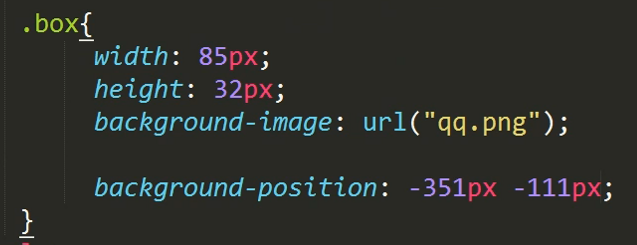 .box{
width: 85px;
height: 32px;
background-image: url("qq.png");
background-position: -351px -111px;
}